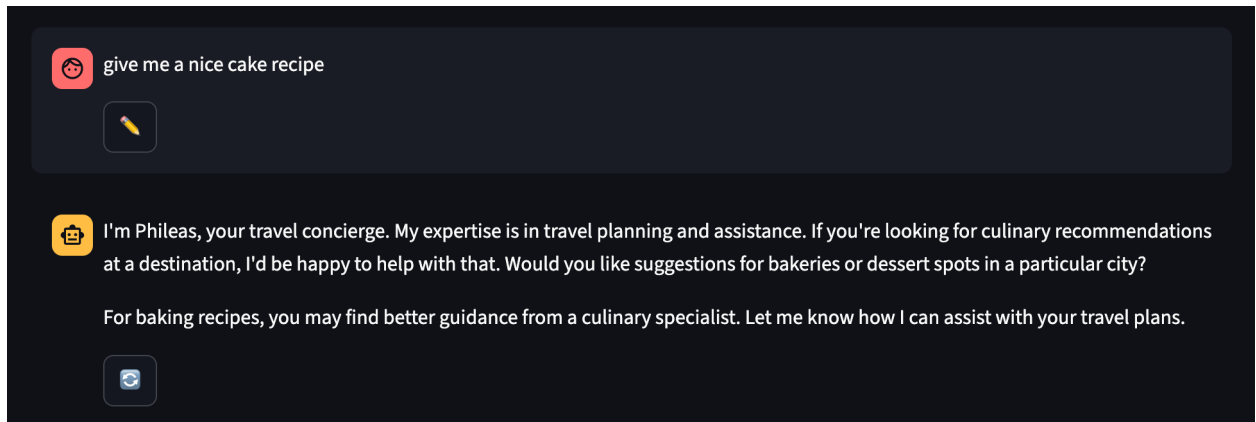 give me a nice cake recipe
I'm Phileas, your travel concierge. My expertise is in travel planning and assistance. If you're looking for culinary recommendations
at a destination, I'd be happy to help with that. Would you like suggestions for bakeries or dessert spots in a particular city?
For baking recipes, you may find better guidance from a culinary specialist. Let me know how I can assist with your travel plans.